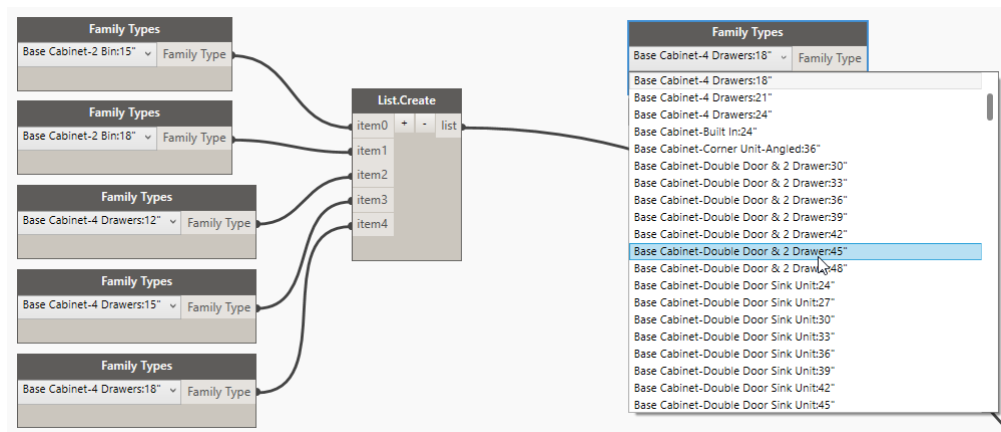 Family Types
Base Cabinet-2 Bin:15" Family Type
Family Types
Base Cabinet-2 Bin:18" Family Type
Family Types
Base Cabinet-4 Drawers:12" Family Type
Family Types
Base Cabinet-4 Drawers:15" Family Type
Family Types
Base Cabinet-4 Drawers:18" Family Type
List.Create
item0 + - list
item1
item2
item3
item4
Family Types
Base Cabinet-4 Drawers:18" Family Type
Base Cabinet-4 Drawers:18"
Base Cabinet-4 Drawers:21"
Base Cabinet-4 Drawers:24"
Base Cabinet-Built In:24"
Base Cabinet-Corner Unit-Angled:36"
Base Cabinet-Double Door & 2 Drawer:30"
Base Cabinet-Double Door & 2 Drawer:33"
Base Cabinet-Double Door & 2 Drawer:36"
Base Cabinet-Double Door & 2 Drawer:39"
Base Cabinet-Double Door & 2 Drawer:42"
Base Cabinet-Double Door & 2 Drawer:45"
Base Cabinet-Double Door & 2 Drawer:48"
Base Cabinet-Double Door Sink Unit:24"
Base Cabinet-Double Door Sink Unit:27"
Base Cabinet-Double Door Sink Unit:30"
Base Cabinet-Double Door Sink Unit:33"
Base Cabinet-Double Door Sink Unit:36"
Base Cabinet-Double Door Sink Unit:39"
Base Cabinet-Double Door Sink Unit:42"
Base Cabinet-Double Door Sink Unit:45"